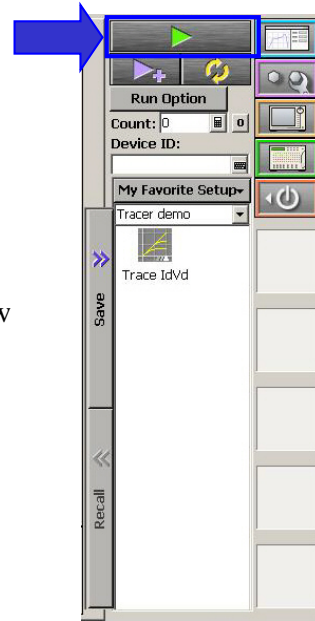 Run Option
Count: 0
0
Device ID:
My Favorite Setup
Tracer demo
Trace IdVd
Save
Recall